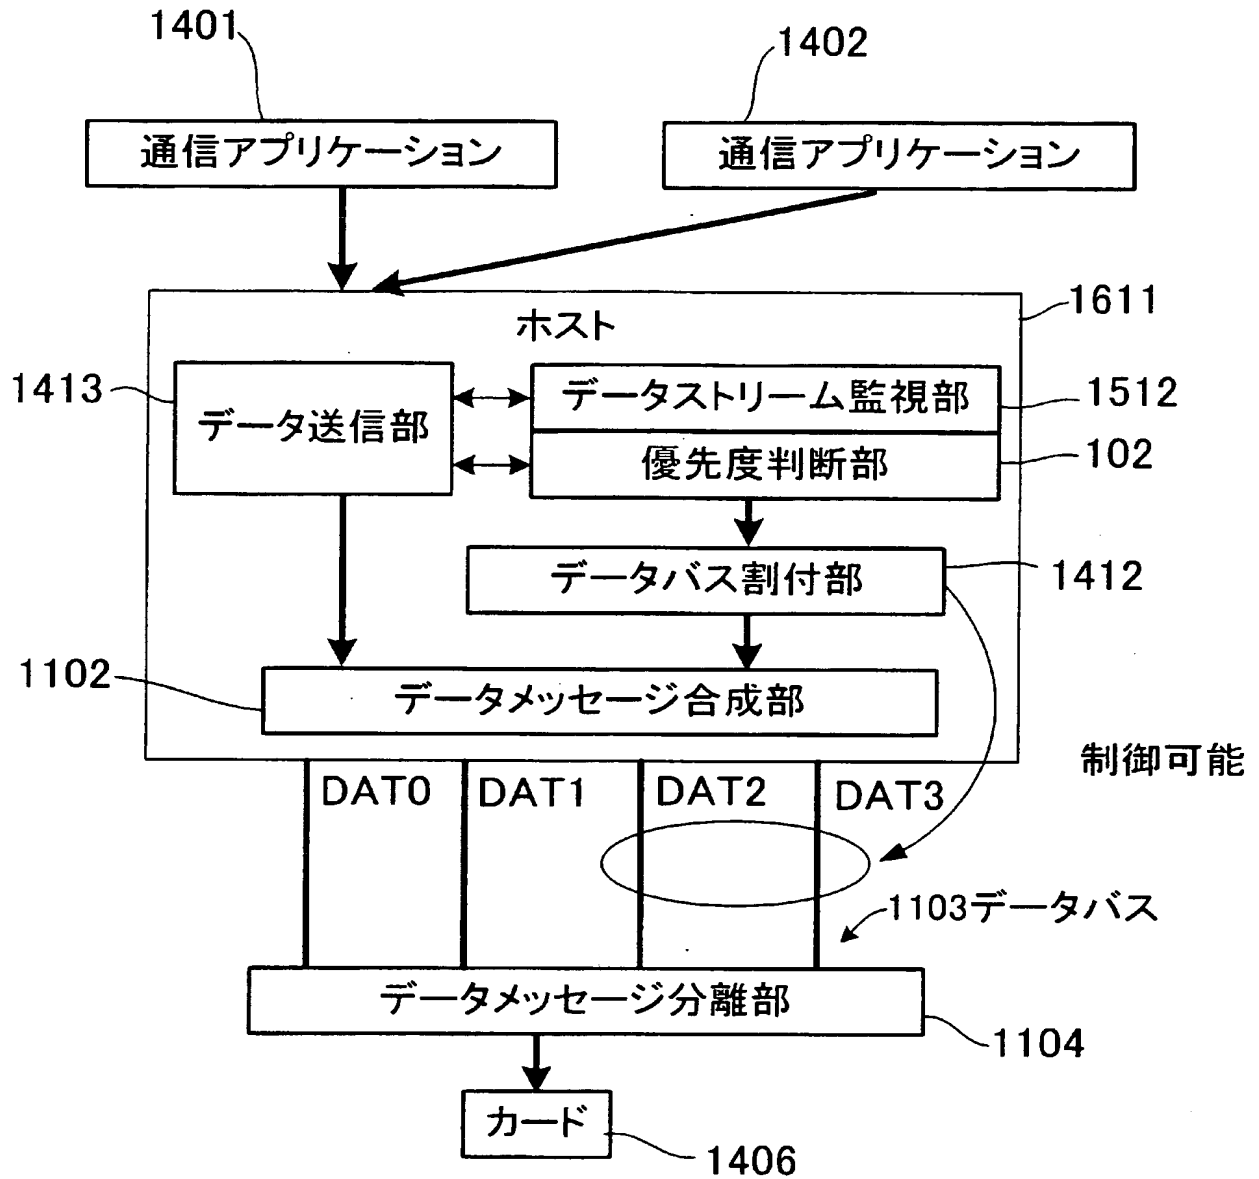 1401
1402
通信アプリケーション
通信アプリケーション
1611
ホスト
1413
データ送信部
データストリーム監視部
1512
優先度判断部
102
データバス割付部
1412
1102
データメッセージ合成部
制御可能
DAT0
DAT1
DAT2
DAT3
1103データバス
データメッセージ分離部
1104
カード
1406